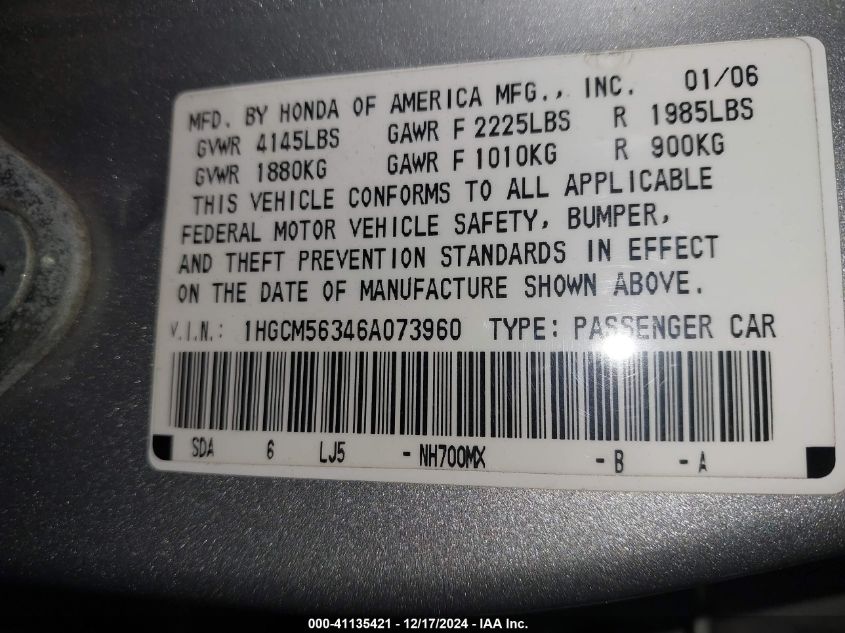 MFD. BY HONDA OF AMERICA MFG., INC. 01/06
GVWR 4145LBS GAWR F 2225LBS R 1985LBS
GVWR 1880KG GAWR F 1010KG R 900KG
THIS VEHICLE CONFORMS TO ALL APPLICABLE
FEDERAL MOTOR VEHICLE SAFETY, BUMPER,
AND THEFT PREVENTION STANDARDS IN EFFECT
ON THE DATE OF MANUFACTURE SHOWN ABOVE.
V.I.N.: 1HGCM56346A073960 TYPE: PASSENGER CAR
SDA 6 LJ5 -NH700MX -B -A
000-41135421 - 12/17/2024 - IAA Inc.